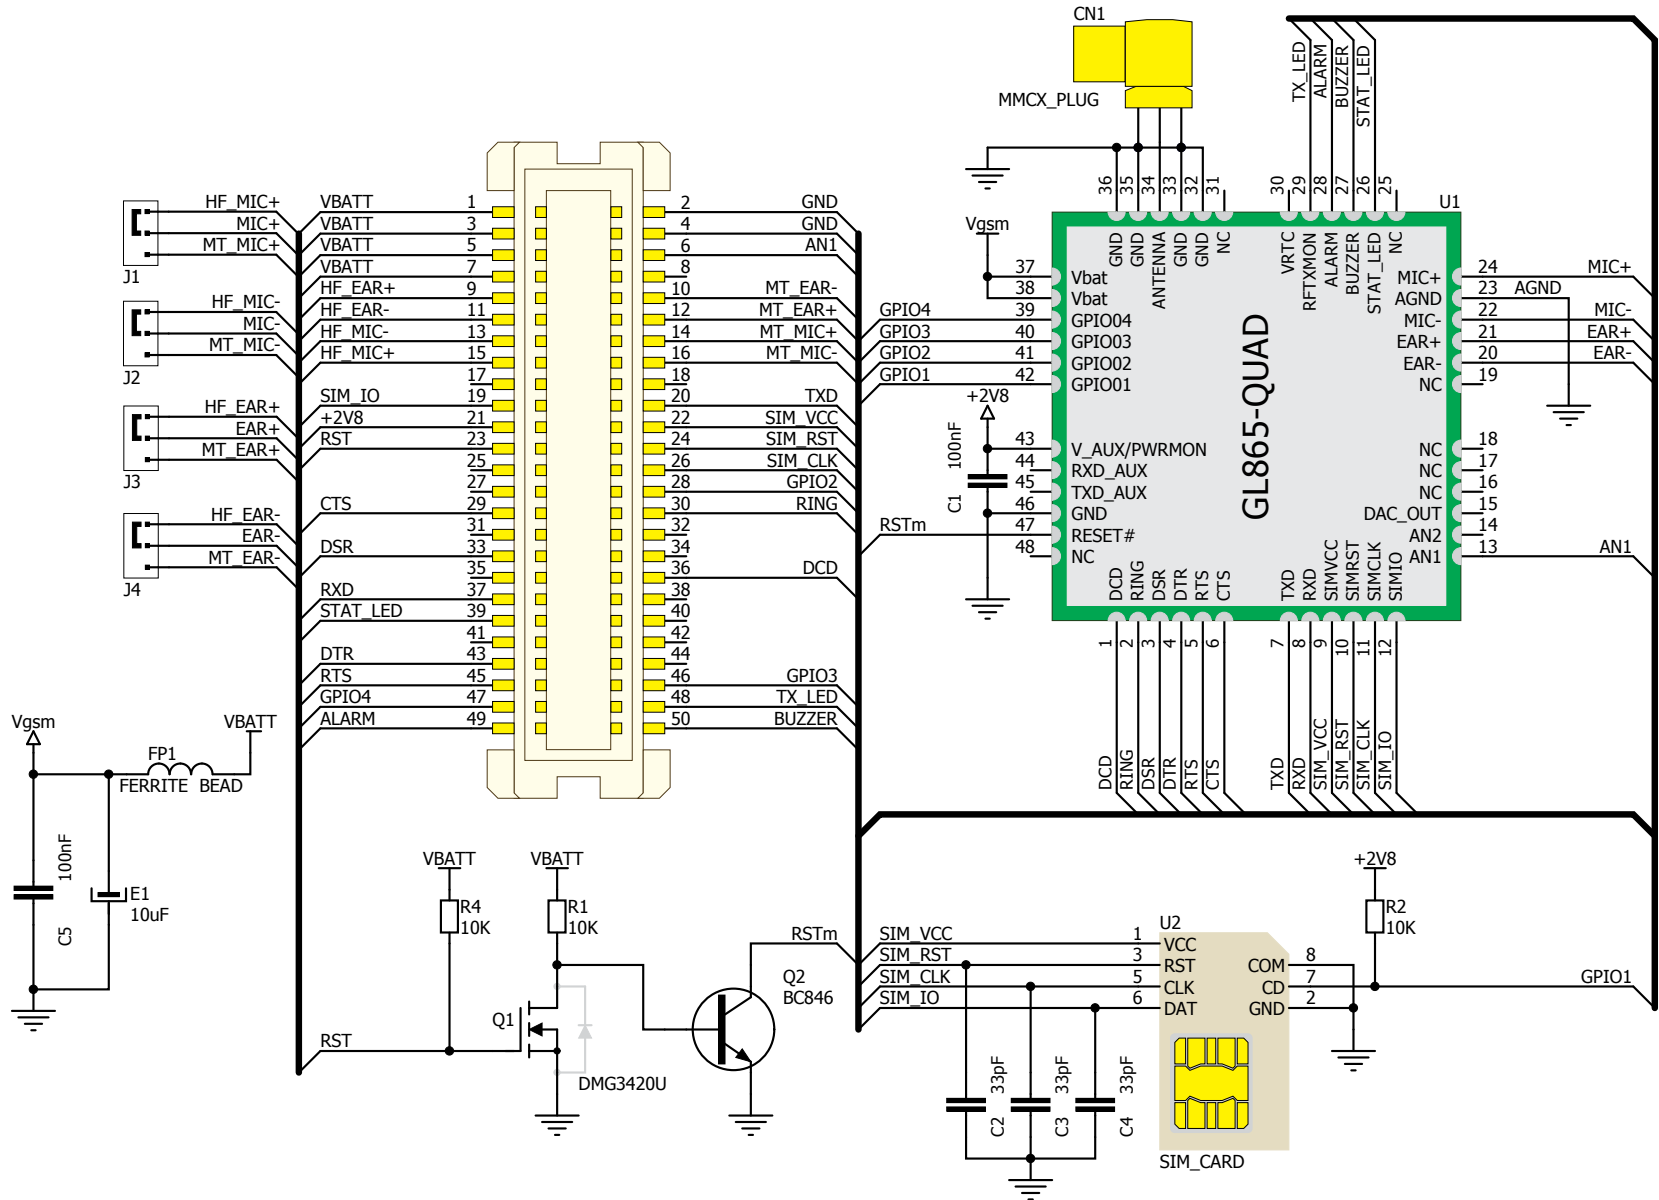 CN1
MMCX_PLUG
TX_LED
ALARM
BUZZER
STAT_LED
36
35
34
33
32
31
30
29
28
27
26
25
U1
GND
GND
ANTENNA
GND
GND
NC
VRTC
RFTXMON
ALARM
BUZZER
STAT_LED
NC
HF_MIC+
MIC+
MT_MIC+
J1
HF_MIC-
MIC-
MT_MIC-
J2
HF_EAR+
EAR+
MT_EAR+
J3
HF_EAR-
EAR-
MT_EAR-
J4
VBATT 1
VBATT 3
VBATT 5
VBATT 7
HF_EAR+ 9
HF_EAR- 11
HF_MIC- 13
HF_MIC+ 15
17
SIM_IO 19
+2V8 21
RST 23
25
27
CTS 29
31
DSR 33
35
RXD 37
STAT_LED 39
41
DTR 43
RTS 45
GPIO4 47
ALARM 49
2 GND
4 GND
6 AN1
8
10 MT_EAR-
12 MT_EAR+
14 MT_MIC+
16 MT_MIC-
18
20 TXD
22 SIM_VCC
24 SIM_RST
26 SIM_CLK
28 GPIO2
30 RING
32
34
36 DCD
38
40
42
44
46 GPIO3
48 TX_LED
50 BUZZER
Vgsm
37 Vbat
38 Vbat
GPIO4 39 GPIO04
GPIO3 40 GPIO03
GPIO2 41 GPIO02
GPIO1 42 GPIO01
+2V8
100nF
C1
43 V_AUX/PWRMON
44 RXD_AUX
45 TXD_AUX
46 GND
RSTm 47 RESET#
48 NC
GL865-QUAD
MIC+ 24 MIC+
AGND 23 AGND
MIC- 22 MIC-
EAR+ 21 EAR+
EAR- 20 EAR-
NC 19
NC 18
NC 17
NC 16
DAC_OUT 15
AN2 14
AN1 13 AN1
DCD
RING
DSR
DTR
RTS
CTS
TXD
RXD
SIMVCC
SIMRST
SIMCLK
SIMIO
1
2
3
4
5
6
7
8
9
10
11
12
DCD
RING
DSR
DTR
RTS
CTS
TXD
RXD
SIM_VCC
SIM_RST
SIM_CLK
SIM_IO
Vgsm
VBATT
FP1
FERRITE BEAD
100nF
C5
E1
10uF
VBATT
R4
10K
VBATT
R1
10K
RST
Q1
DMG3420U
Q2
BC846
RSTm
SIM_VCC 1 VCC
SIM_RST 3 RST
SIM_CLK 5 CLK
SIM_IO 6 DAT
U2
COM 8
CD 7
GND 2
+2V8
R2
10K
GPIO1
33pF
C2
33pF
C3
33pF
C4
SIM_CARD